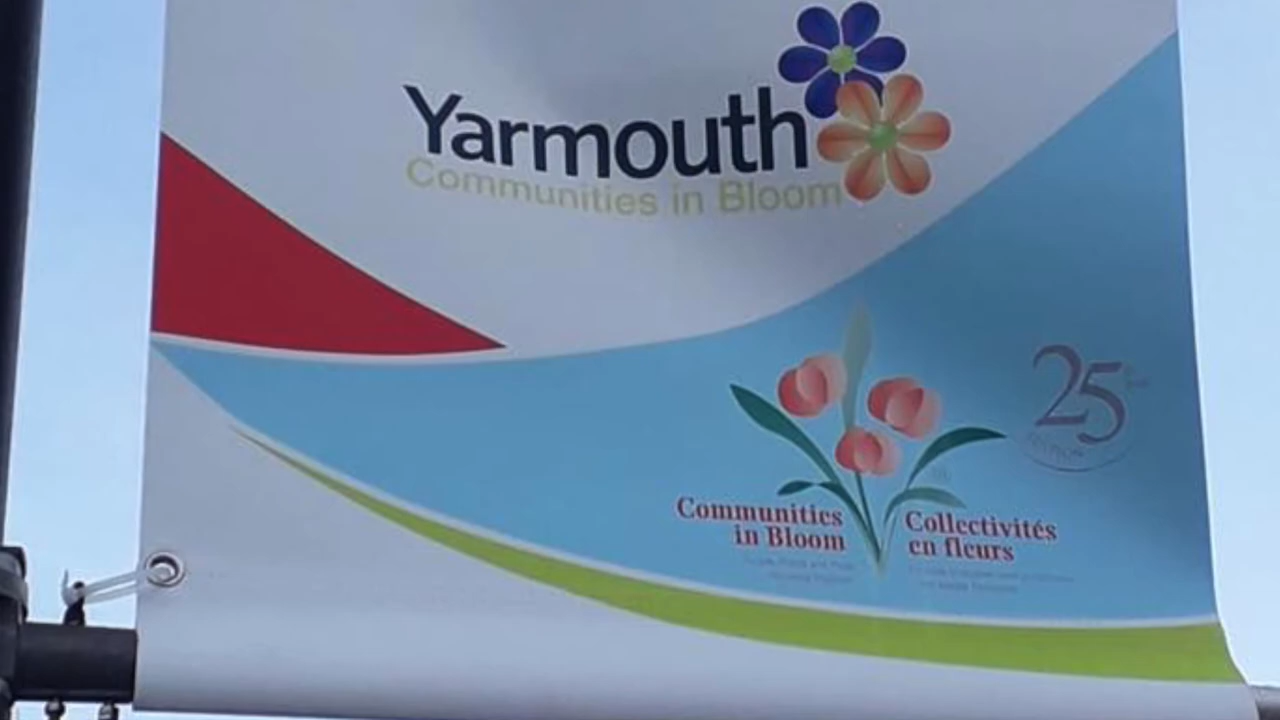 Yarmouth
Communities in Bloom
25
Communities
in Bloom
Collectivités
en fleurs